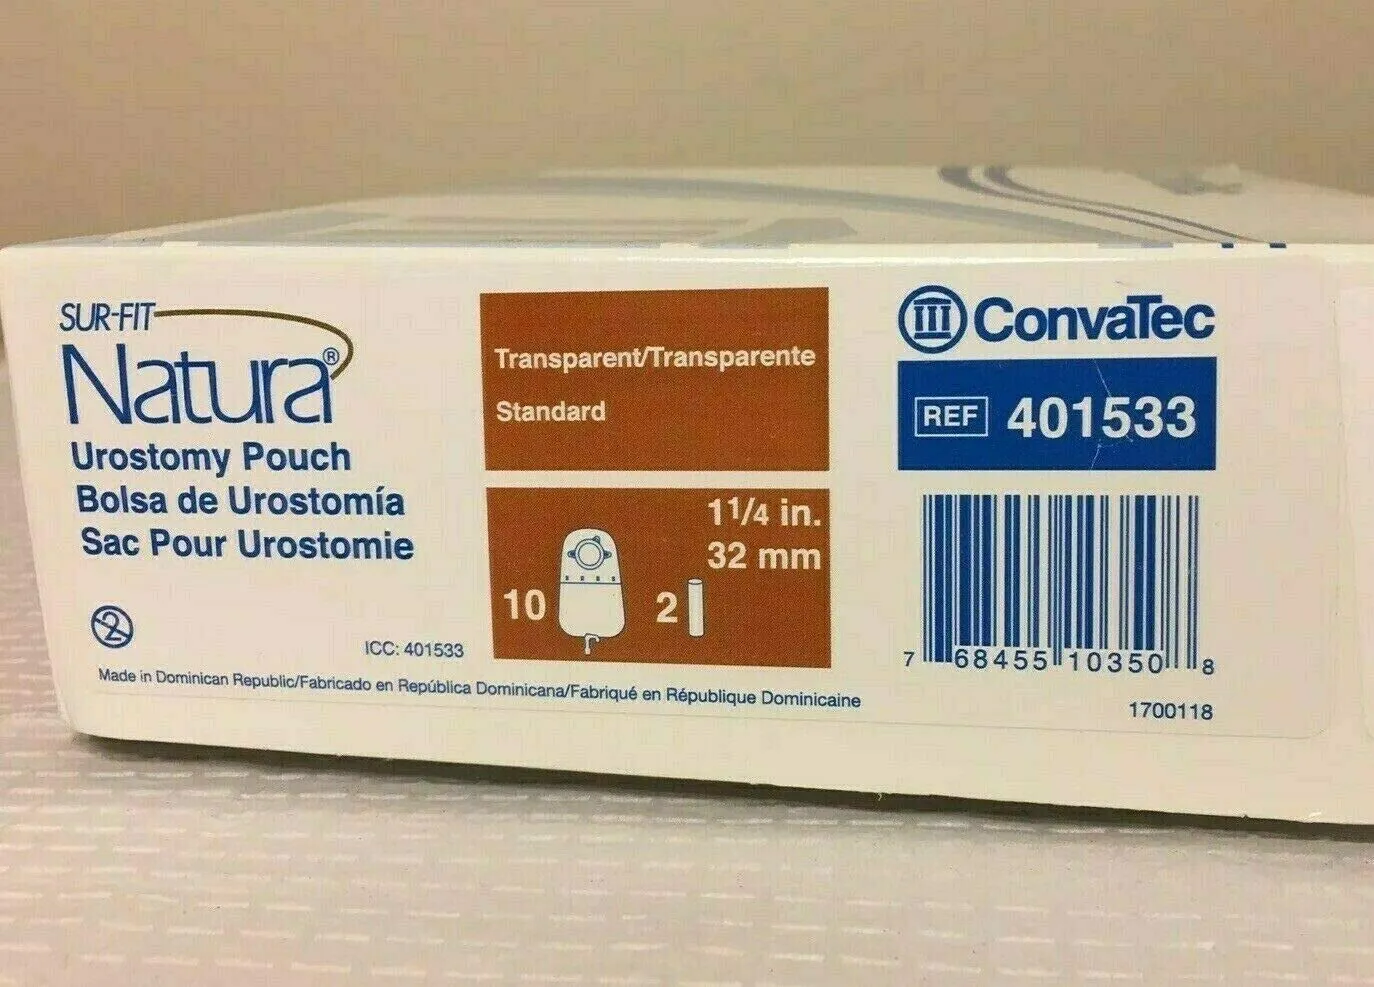 SUR-FIT
Natura®
Urostomy Pouch
Bolsa de Urostomía
Sac Pour Urostomie
2
ICC: 401533
Made in Dominican Republic/Fabricado en República Dominicana/Fabriqué en République Dominicaine
Transparent/Transparente
Standard
1 1/4 in.
32 mm
10
2
ConvaTec
REF 401533
7 68455 10350 8
1700118